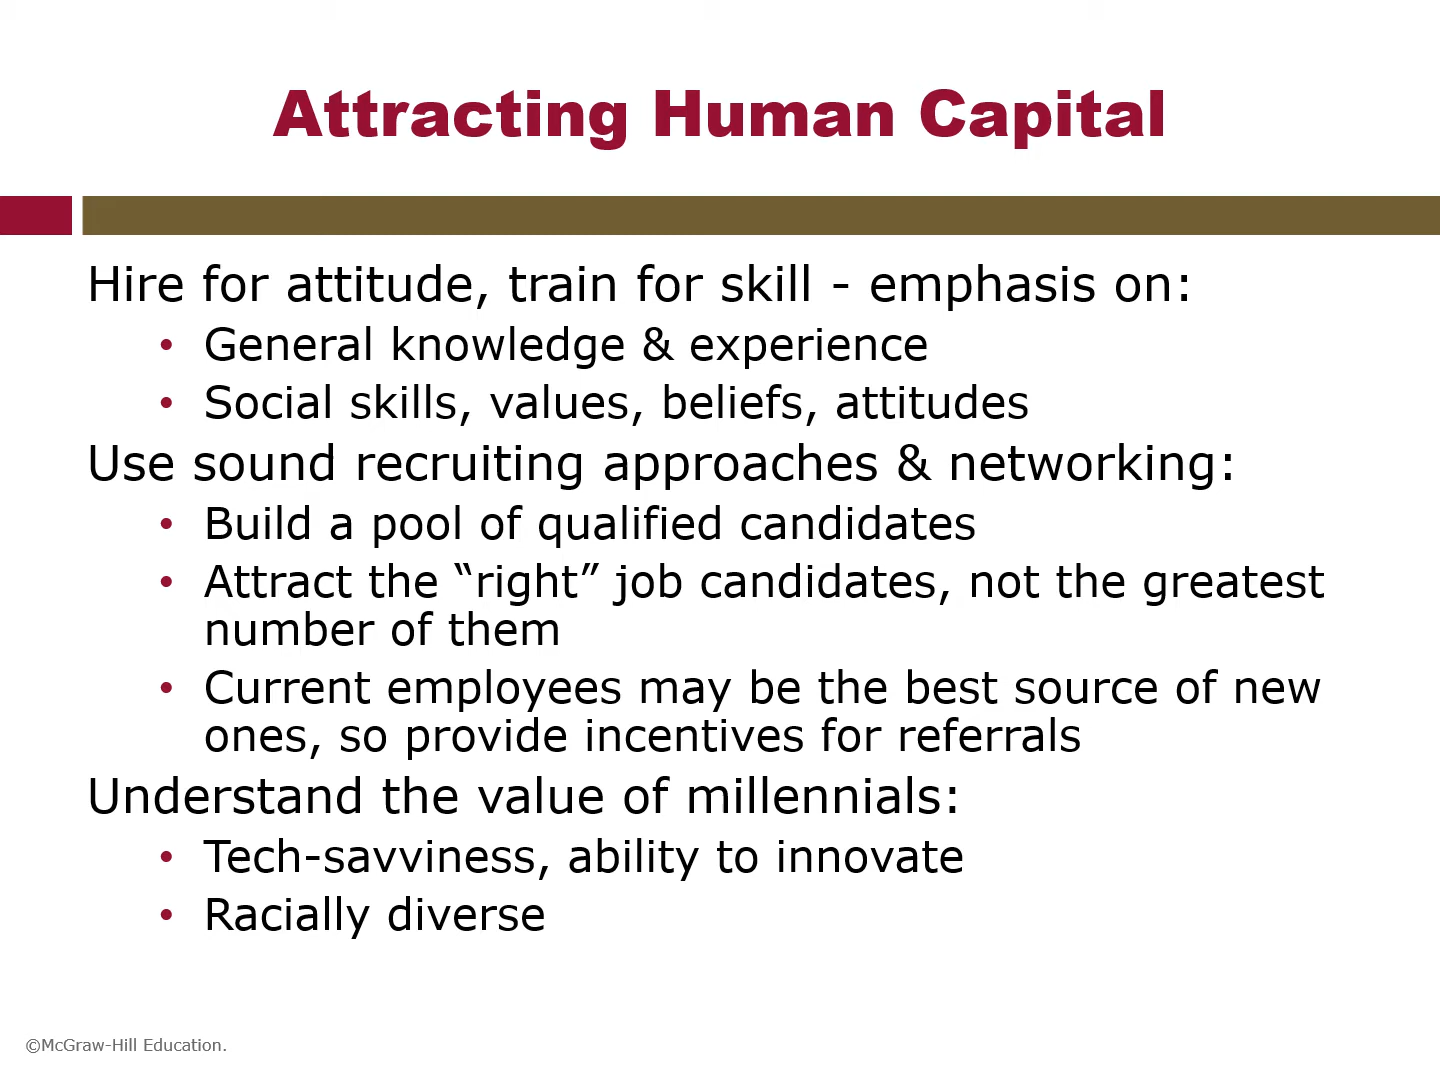 Attracting Human Capital
Hire for attitude, train for skill - emphasis on:
• General knowledge & experience
• Social skills, values, beliefs, attitudes
Use sound recruiting approaches & networking:
• Build a pool of qualified candidates
• Attract the “right” job candidates, not the greatest
number of them
• Current employees may be the best source of new
ones, so provide incentives for referrals
Understand the value of millennials:
• Tech-savviness, ability to innovate
• Racially diverse
©McGraw-Hill Education.